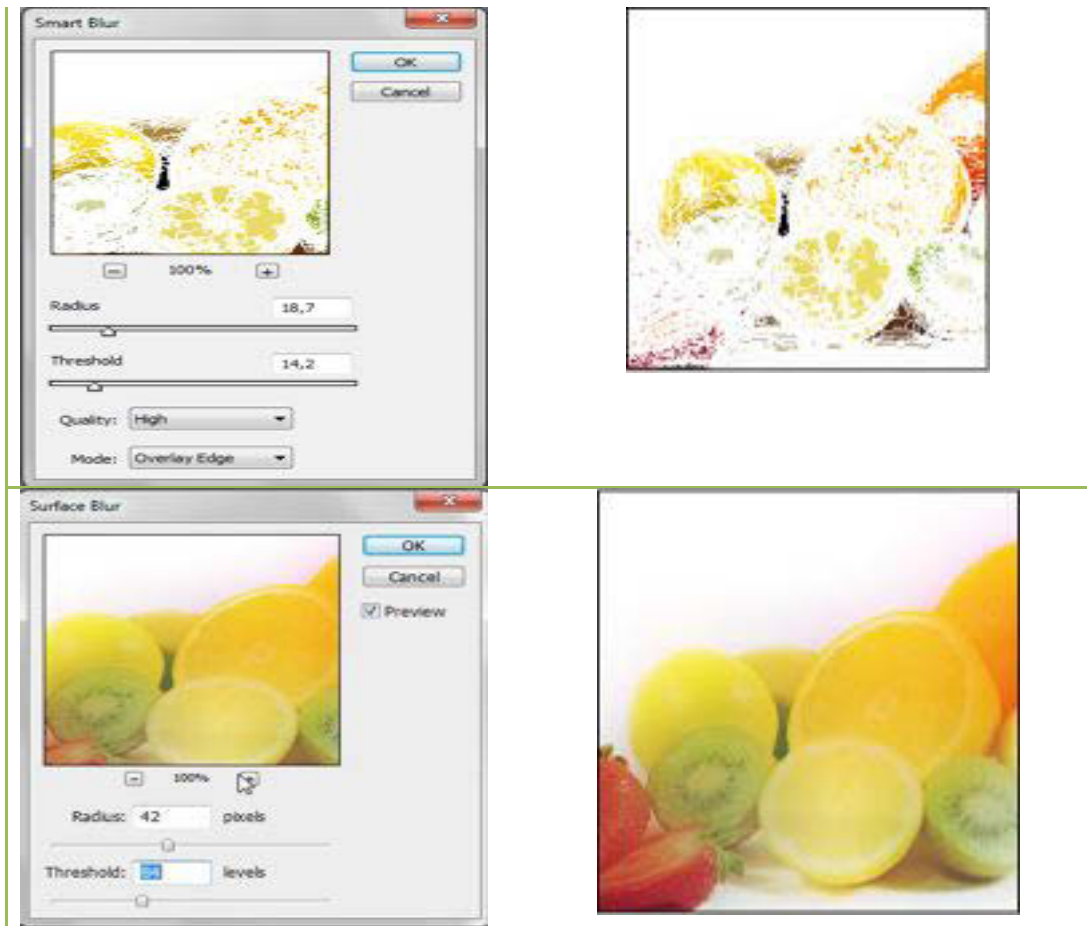 Smart Blur
OK
Cancel
100%
Radius 18,7
Threshold 14,2
Quality: High
Mode: Overlay Edge
Surface Blur
OK
Cancel
Preview
100%
Radius: 42 pixels
Threshold: levels